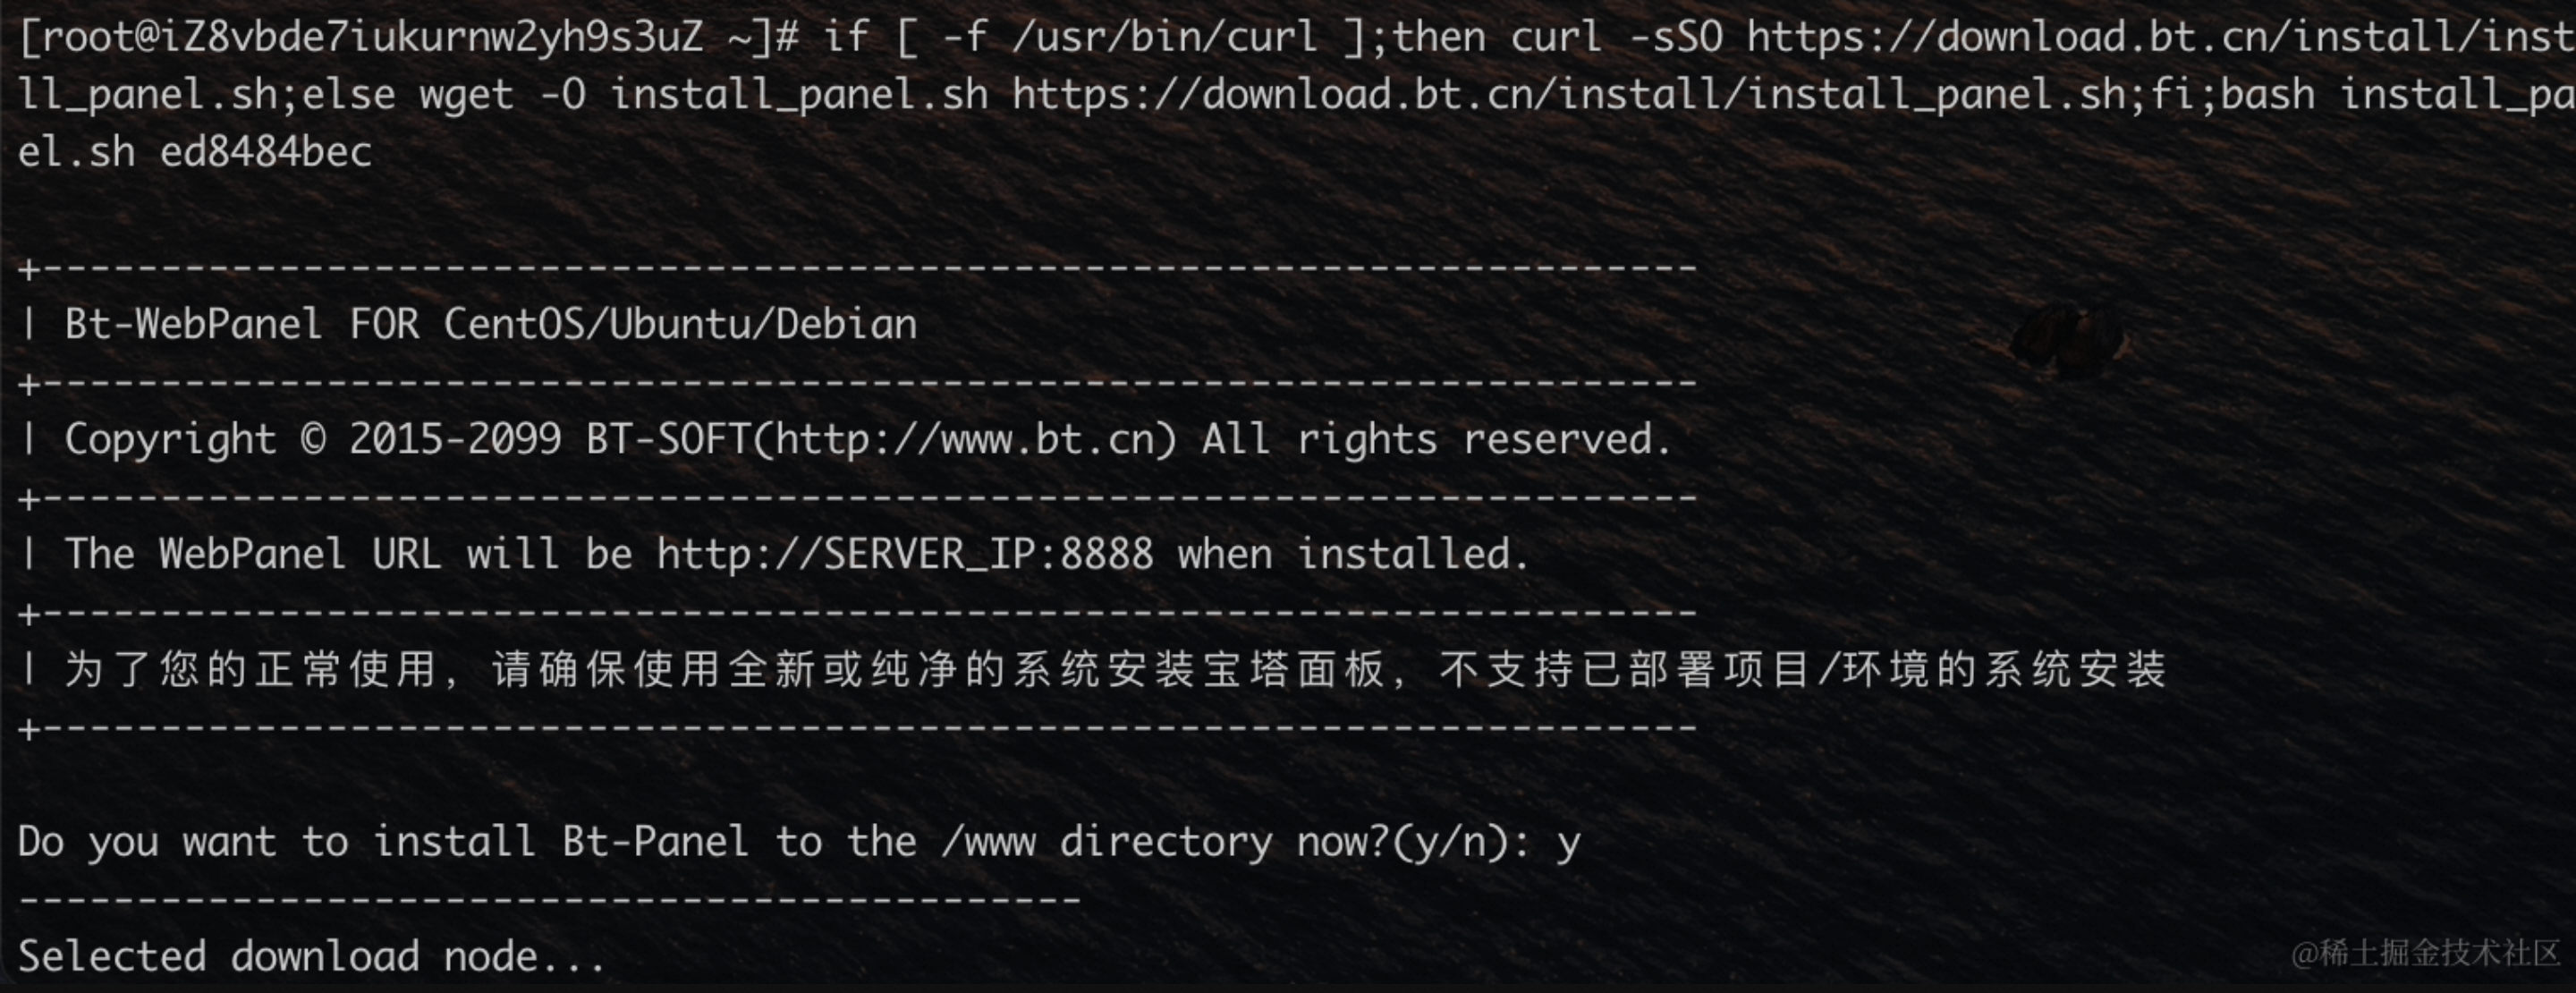 [root@iZ8vbde7iukurnw2yh9s3uZ ~]# if [ -f /usr/bin/curl ];then curl -sSO https://download.bt.cn/install/inst
ll_panel.sh;else wget -O install_panel.sh https://download.bt.cn/install/install_panel.sh;fi;bash install_pa
el.sh ed8484bec
+----------------------------------------------------------------------
| Bt-WebPanel FOR CentOS/Ubuntu/Debian
+----------------------------------------------------------------------
| Copyright © 2015-2099 BT-SOFT(http://www.bt.cn) All rights reserved.
+----------------------------------------------------------------------
| The WebPanel URL will be http://SERVER_IP:8888 when installed.
+----------------------------------------------------------------------
| 为了您的正常使用，请确保使用全新或纯净的系统安装宝塔面板，不支持已部署项目/环境的系统安装
+----------------------------------------------------------------------
Do you want to install Bt-Panel to the /www directory now?(y/n): y
---------------------------------------------
Selected download node...
@稀土掘金技术社区